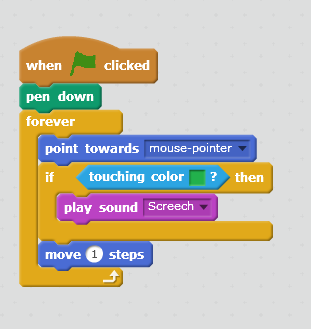 when clicked
pen down
forever
point towards mouse-pointer
if touching color ? then
play sound Screech
move 1 steps